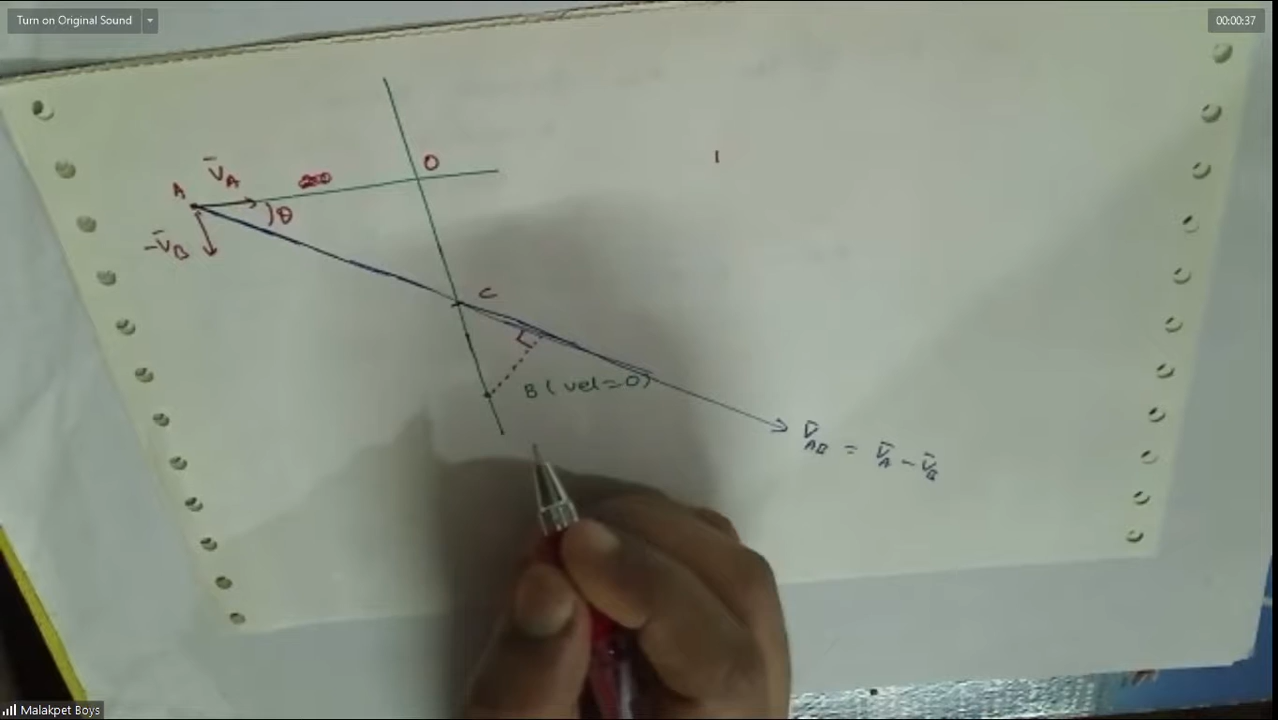 Turn on Original Sound
00:00:37
V̄A
A
O
θ
-V̄B
C
B (vel=0)
V̄AB = V̄A - V̄B
Malakpet Boys